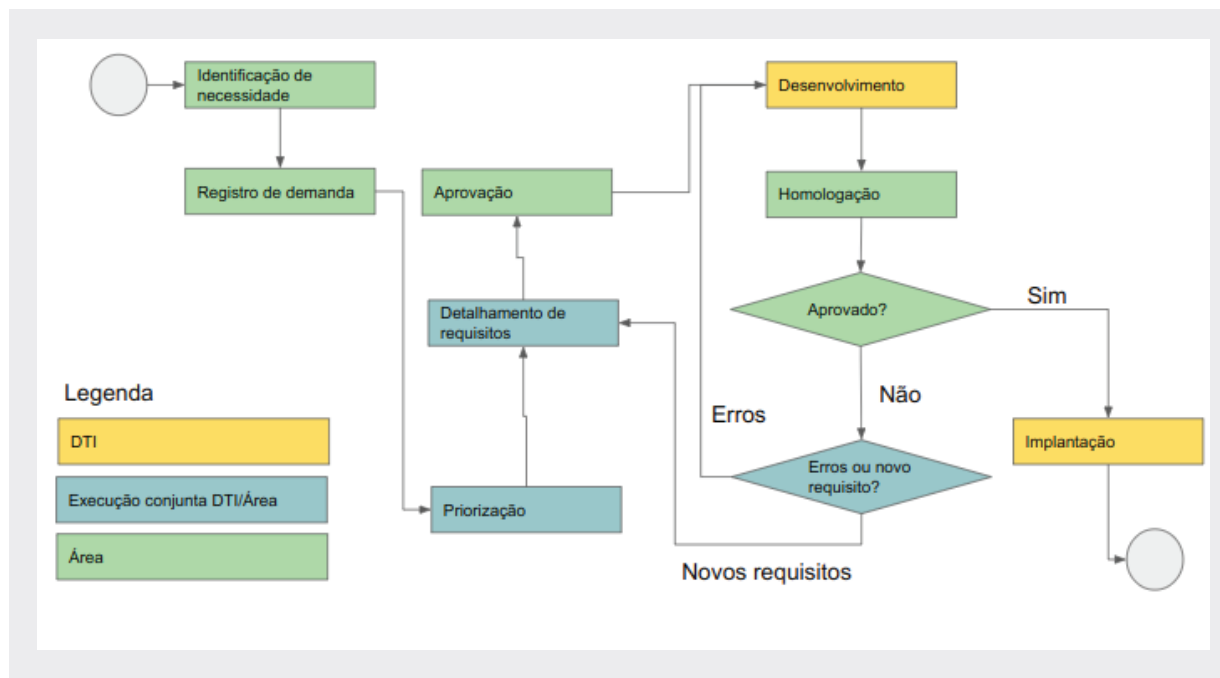 Identificação de
necessidade
Registro de demanda
Aprovação
Detalhamento de
requisitos
Priorização
Desenvolvimento
Homologação
Aprovado?
Sim
Não
Erros
Erros ou novo
requisito?
Novos requisitos
Implantação
Legenda
DTI
Execução conjunta DTI/Área
Área